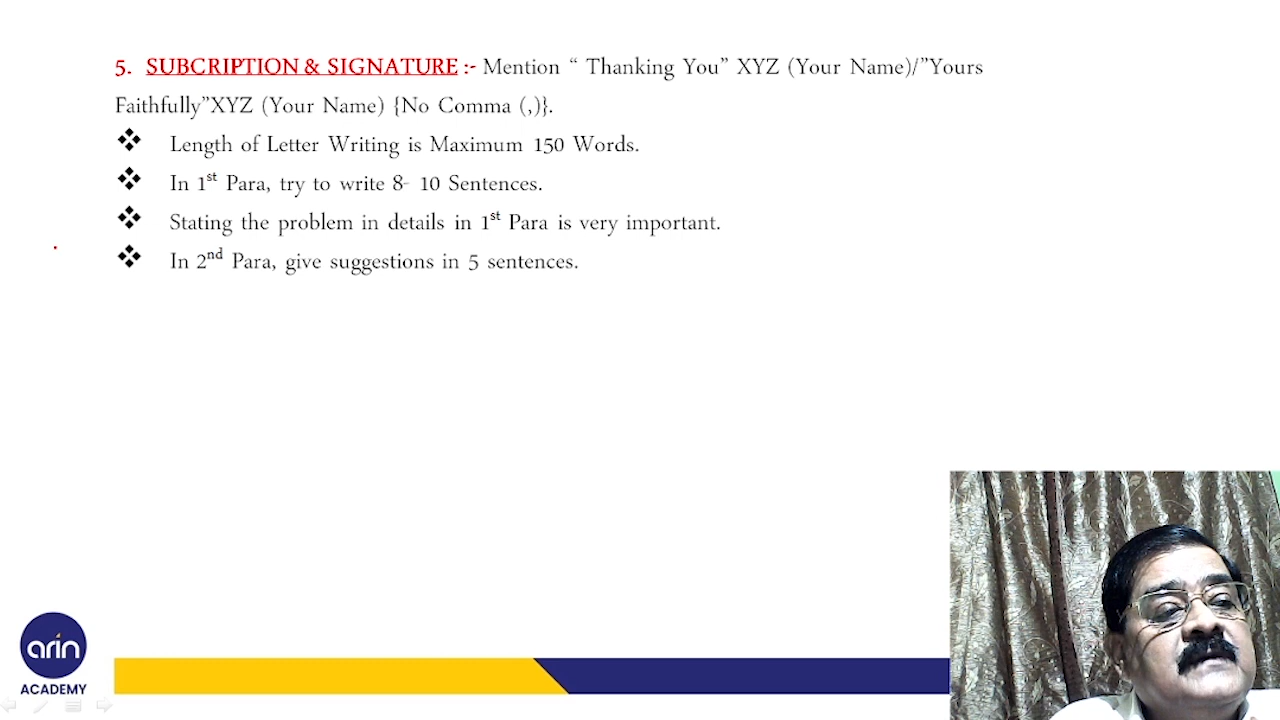 5. SUBCRIPTION & SIGNATURE :- Mention “ Thanking You” XYZ (Your Name)/”Yours
Faithfully”XYZ (Your Name) {No Comma (,)}.
❖ Length of Letter Writing is Maximum 150 Words.
❖ In 1st Para, try to write 8- 10 Sentences.
❖ Stating the problem in details in 1st Para is very important.
❖ In 2nd Para, give suggestions in 5 sentences.
arin
ACADEMY